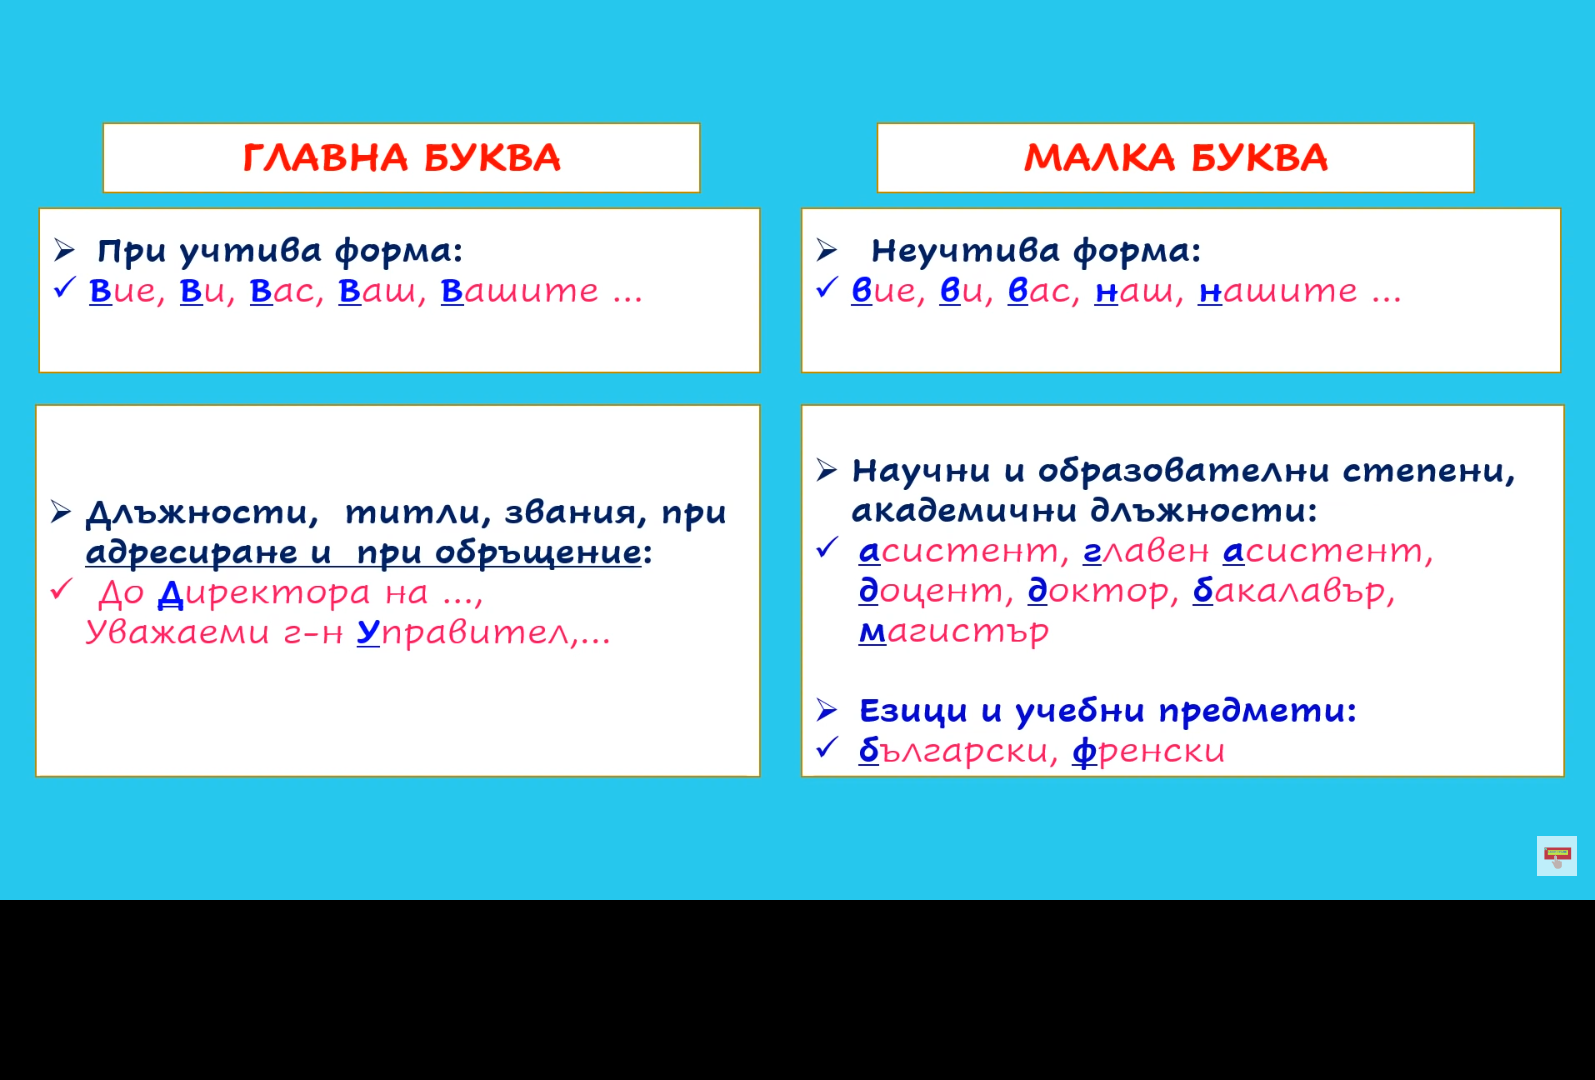 ГЛАВНА БУКВА
➢ При учтива форма:
✓ Вие, Ви, Вас, Ваш, Вашите ...
➢ Длъжности, титли, звания, при
адресиране и при обръщение:
✓ До Директора на ...,
Уважаеми г-н Управител,...
МАЛКА БУКВА
➢ Неучтива форма:
✓ вие, ви, вас, наш, нашите ...
➢ Научни и образователни степени,
академични длъжности:
✓ асистент, главен асистент,
доцент, доктор, бакалавър,
магистър
➢ Езици и учебни предмети:
✓ български, френски